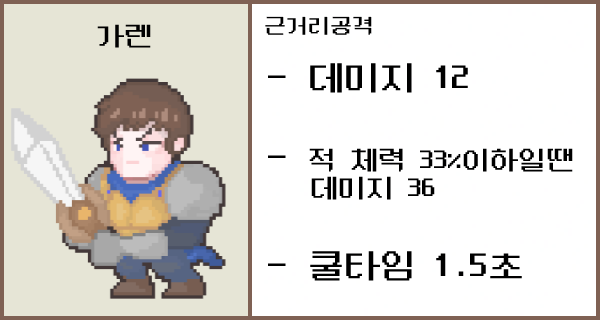 가렌
근거리공격
- 데미지 12
- 적 체력 33%이하일땐
데미지 36
- 쿨타임 1.5초